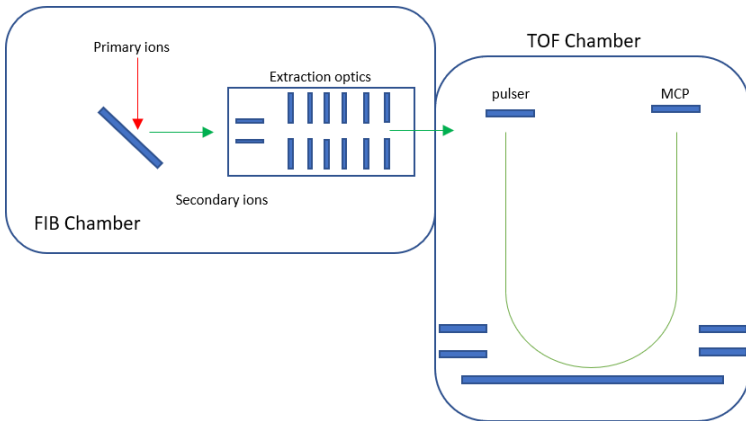 Primary ions
Extraction optics
Secondary ions
FIB Chamber
TOF Chamber
pulser
MCP